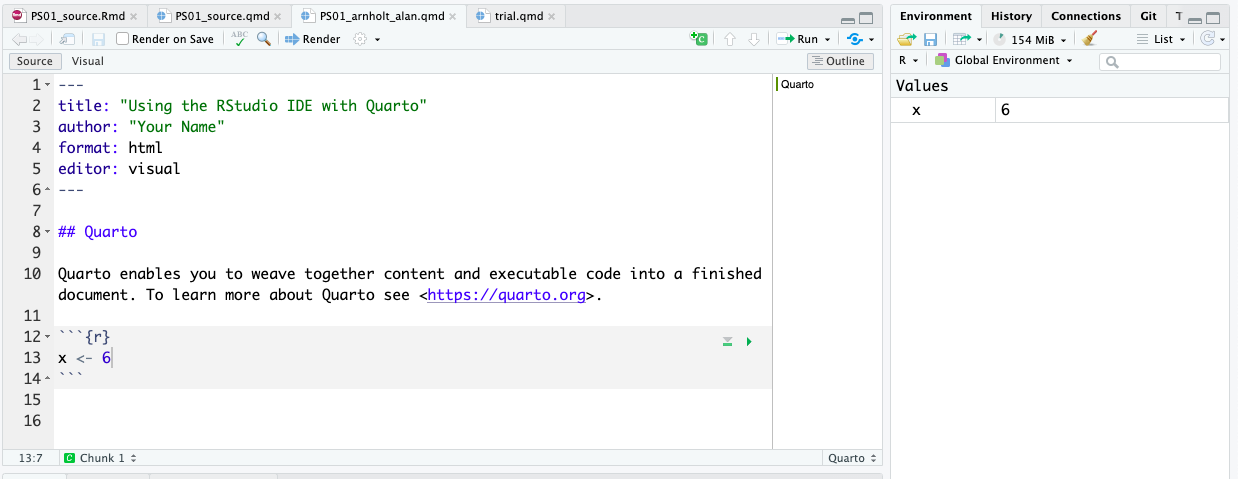 PS01_source.Rmd PS01_source.qmd PS01_arnholt_alan.qmd trial.qmd
Render on Save ABC Render Run
Source Visual Outline
1 ---
2 title: "Using the RStudio IDE with Quarto"
3 author: "Your Name"
4 format: html
5 editor: visual
6 ---
7
8 ## Quarto
9
10 Quarto enables you to weave together content and executable code into a finished
document. To learn more about Quarto see <https://quarto.org>.
11
12 ```{r}
13 x <- 6
14 ```
15
16
13:7 C Chunk 1 Quarto
Quarto
Environment History Connections Git T
154 MiB List
R Global Environment
Values
x 6